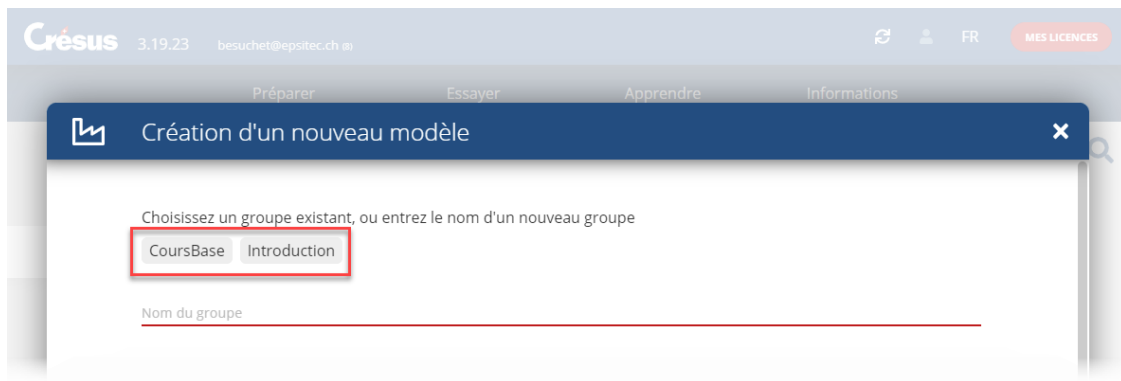 Crésus 3.19.23 besuchet@epsitec.ch FR MES LICENCES
Préparer Essayer Apprendre Informations
Création d'un nouveau modèle
Choisissez un groupe existant, ou entrez le nom d'un nouveau groupe
CoursBase Introduction
Nom du groupe